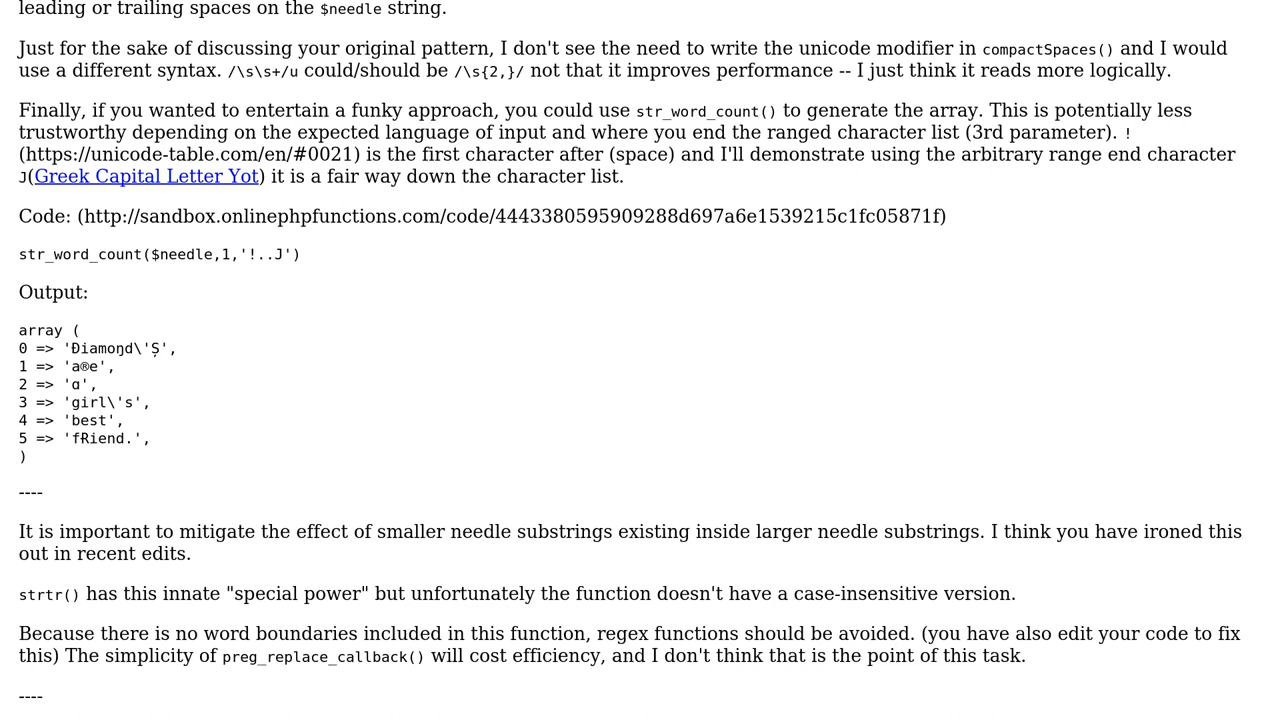 leading or trailing spaces on the $needle string.
Just for the sake of discussing your original pattern, I don't see the need to write the unicode modifier in compactSpaces() and I would
use a different syntax. /\s\s+/u could/should be /\s{2,}/ not that it improves performance -- I just think it reads more logically.
Finally, if you wanted to entertain a funky approach, you could use str_word_count() to generate the array. This is potentially less
trustworthy depending on the expected language of input and where you end the ranged character list (3rd parameter). !
(https://unicode-table.com/en/#0021) is the first character after (space) and I'll demonstrate using the arbitrary range end character
Ϳ(Greek Capital Letter Yot) it is a fair way down the character list.
Code: (http://sandbox.onlinephpfunctions.com/code/4443380595909288d697a6e1539215c1fc05871f)
str_word_count($needle,1,'!..Ϳ')
Output:
array (
0 => 'Ðiamoŋd\'Ș',
1 => 'a®e',
2 => 'ɑ',
3 => 'girl\'s',
4 => 'best',
5 => 'fɌiend.',
)
----
It is important to mitigate the effect of smaller needle substrings existing inside larger needle substrings. I think you have ironed this
out in recent edits.
strtr() has this innate "special power" but unfortunately the function doesn't have a case-insensitive version.
Because there is no word boundaries included in this function, regex functions should be avoided. (you have also edit your code to fix
this) The simplicity of preg_replace_callback() will cost efficiency, and I don't think that is the point of this task.
----